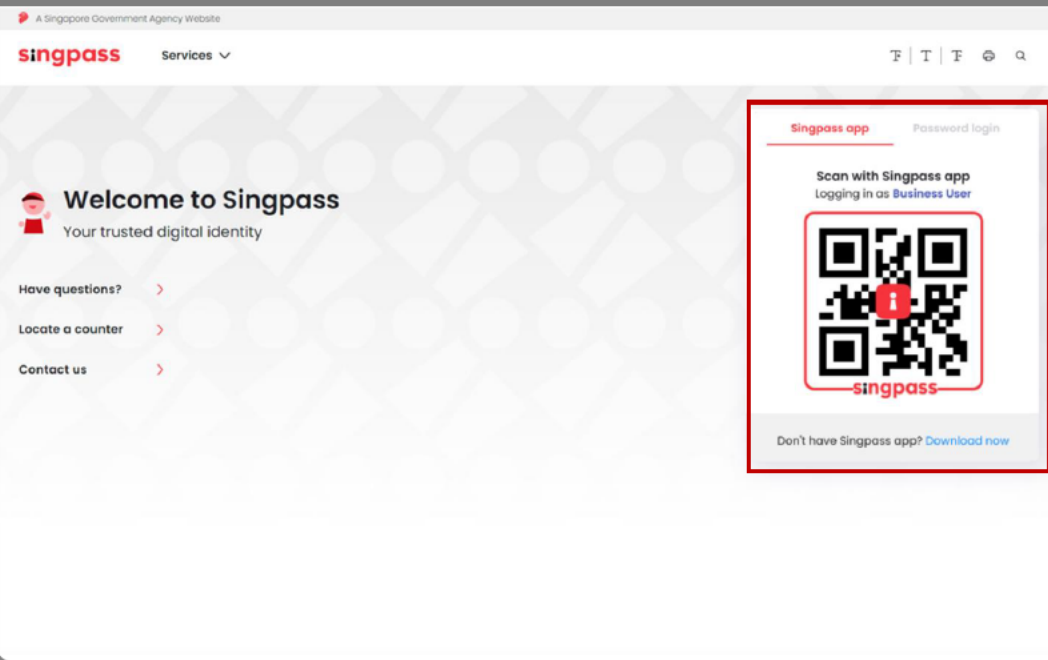 A Singapore Government Agency Website
singpass
Services
T T T
Singpass app
Password login
Scan with Singpass app
Logging in as Business User
singpass
Don't have Singpass app? Download now
Welcome to Singpass
Your trusted digital identity
Have questions?
Locate a counter
Contact us